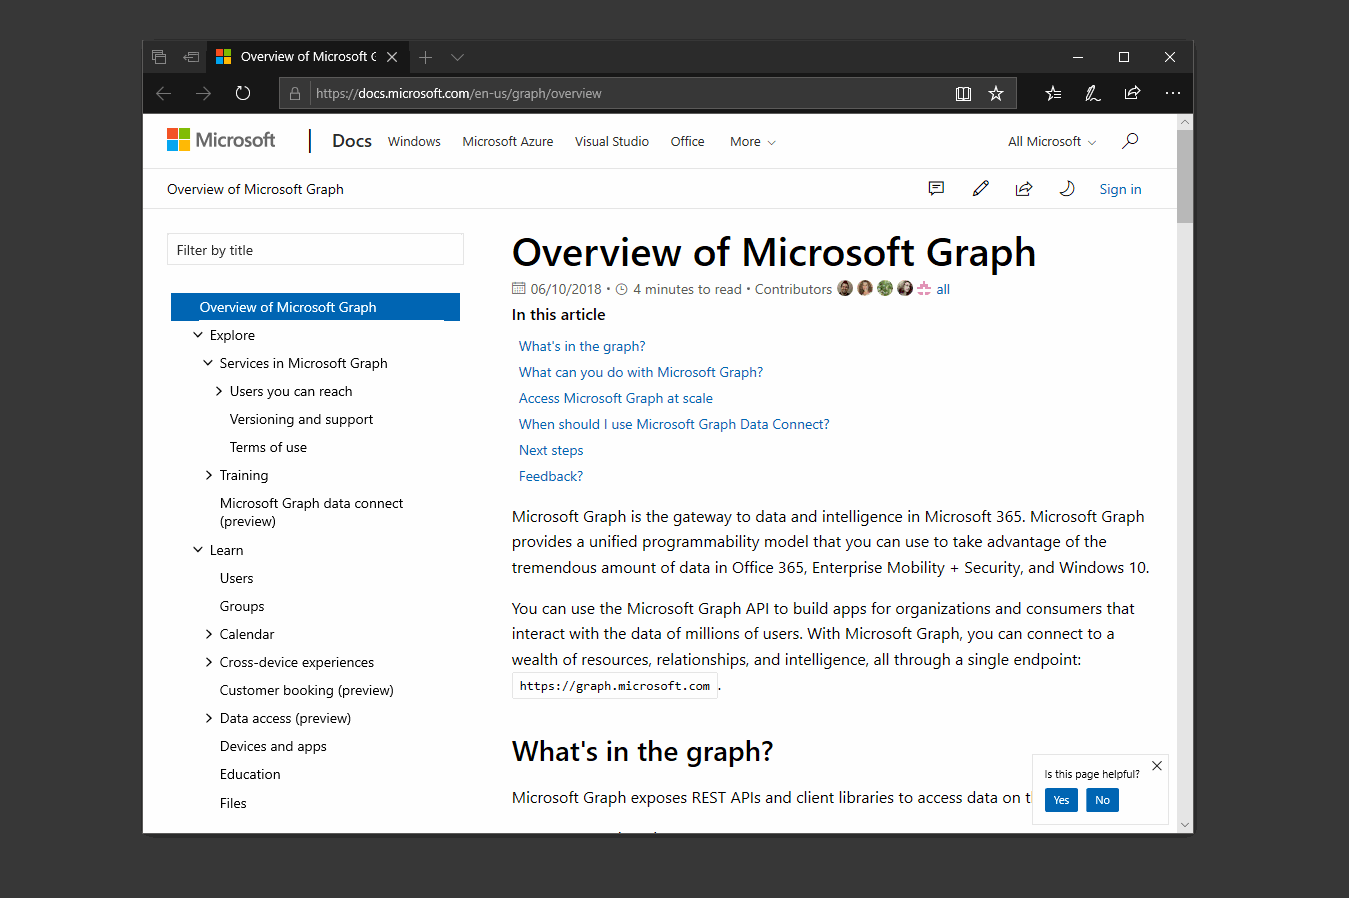 Overview of Microsoft G
https://docs.microsoft.com/en-us/graph/overview
Microsoft Docs Windows Microsoft Azure Visual Studio Office More All Microsoft
Overview of Microsoft Graph Sign in
Filter by title
Overview of Microsoft Graph
Explore
Services in Microsoft Graph
Users you can reach
Versioning and support
Terms of use
Training
Microsoft Graph data connect
(preview)
Learn
Users
Groups
Calendar
Cross-device experiences
Customer booking (preview)
Data access (preview)
Devices and apps
Education
Files
Overview of Microsoft Graph
06/10/2018 • 4 minutes to read • Contributors all
In this article
What's in the graph?
What can you do with Microsoft Graph?
Access Microsoft Graph at scale
When should I use Microsoft Graph Data Connect?
Next steps
Feedback?
Microsoft Graph is the gateway to data and intelligence in Microsoft 365. Microsoft Graph
provides a unified programmability model that you can use to take advantage of the
tremendous amount of data in Office 365, Enterprise Mobility + Security, and Windows 10.
You can use the Microsoft Graph API to build apps for organizations and consumers that
interact with the data of millions of users. With Microsoft Graph, you can connect to a
wealth of resources, relationships, and intelligence, all through a single endpoint:
https://graph.microsoft.com .
What's in the graph?
Microsoft Graph exposes REST APIs and client libraries to access data on
Is this page helpful?
Yes No